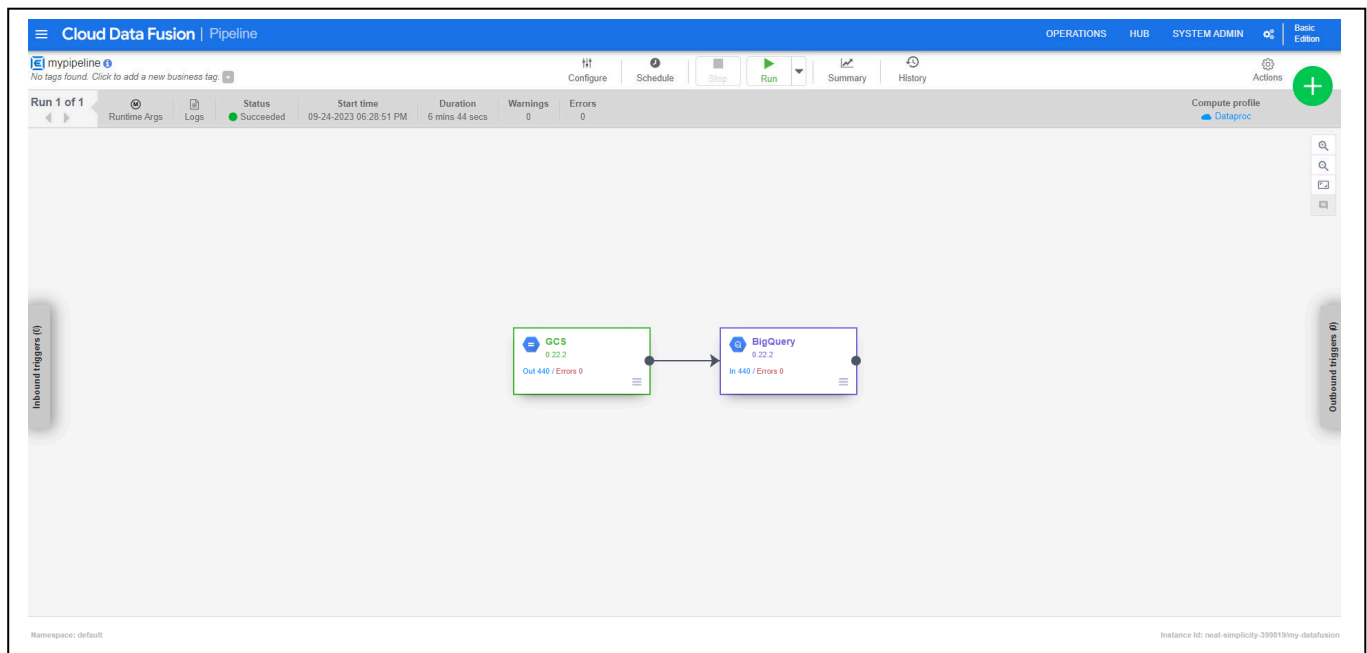 Cloud Data Fusion | Pipeline
OPERATIONS HUB SYSTEM ADMIN Basic Edition
mypipeline
No tags found. Click to add a new business tag.
Configure Schedule Stop Run Summary History Actions
Run 1 of 1
Runtime Args
Logs
Status
Succeeded
Start time
09-24-2023 06:28:51 PM
Duration
6 mins 44 secs
Warnings
0
Errors
0
Compute profile
Dataproc
Inbound triggers (0)
GCS
0.22.2
Out 440 / Errors 0
BigQuery
0.22.2
In 440 / Errors 0
Outbound triggers (0)
Namespace: default
Instance Id: neat-simplicity-399819/my-datafusion